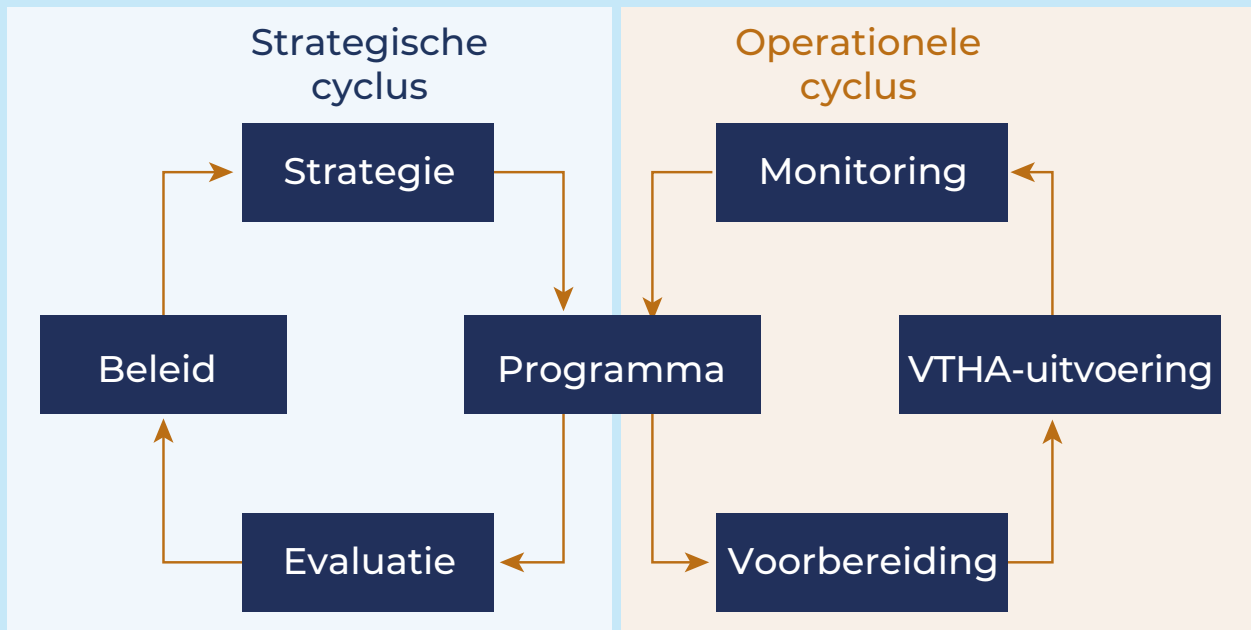 Strategische
cyclus
Strategie
Beleid
Programma
Evaluatie
Operationele
cyclus
Monitoring
VTHA-uitvoering
Voorbereiding